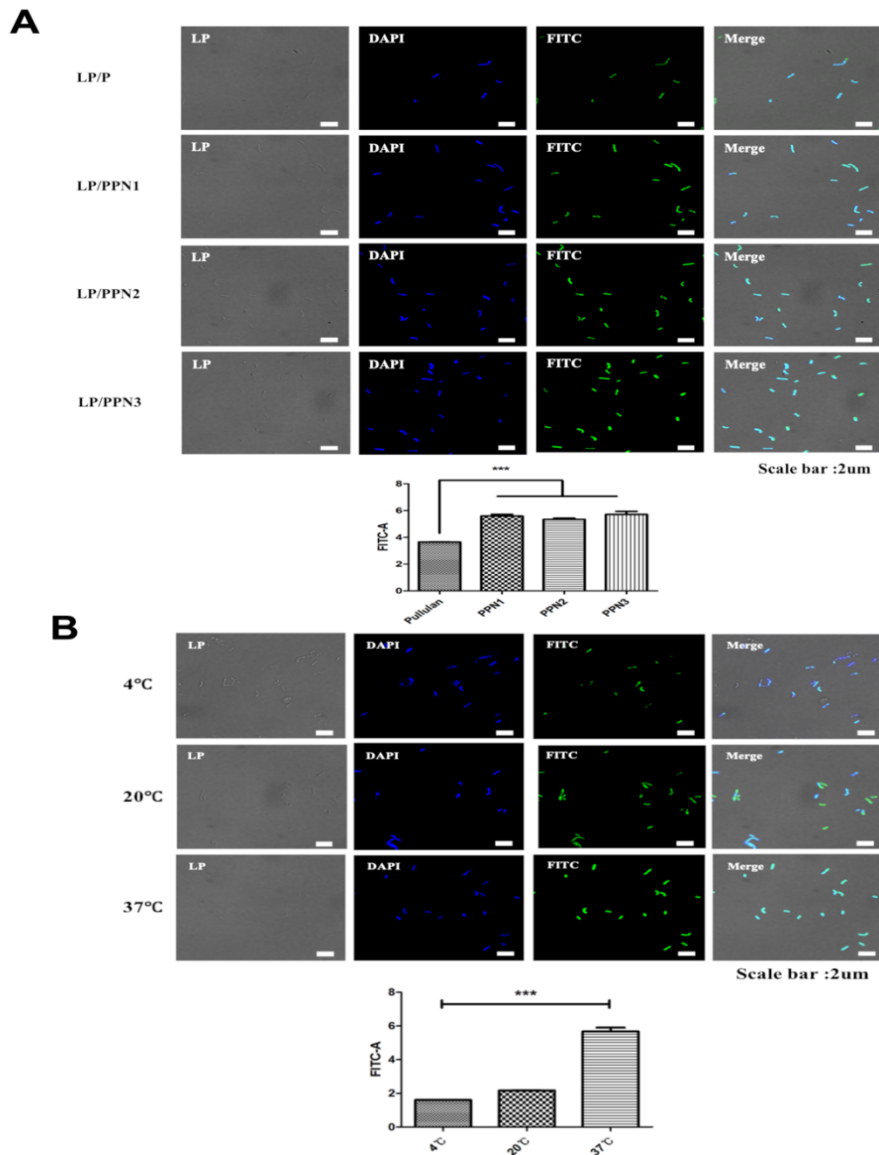 A
LP DAPI FITC Merge
LP/P
LP DAPI FITC Merge
LP/PPN1
LP DAPI FITC Merge
LP/PPN2
LP DAPI FITC Merge
LP/PPN3
Scale bar :2um
***
8
6
4
2
0
FITC-A
Pullulan PPN1 PPN2 PPN3
B
LP DAPI FITC Merge
4℃
LP DAPI FITC Merge
20℃
LP DAPI FITC Merge
37℃
Scale bar :2um
***
8
6
4
2
0
FITC-A
4℃ 20℃ 37℃